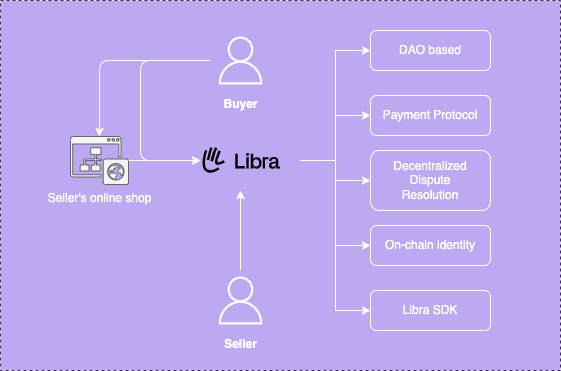 DAO based
Buyer
Payment Protocol
Libra
Decentralized
Dispute
Resolution
Seller's online shop
On-chain identity
Libra SDK
Seller